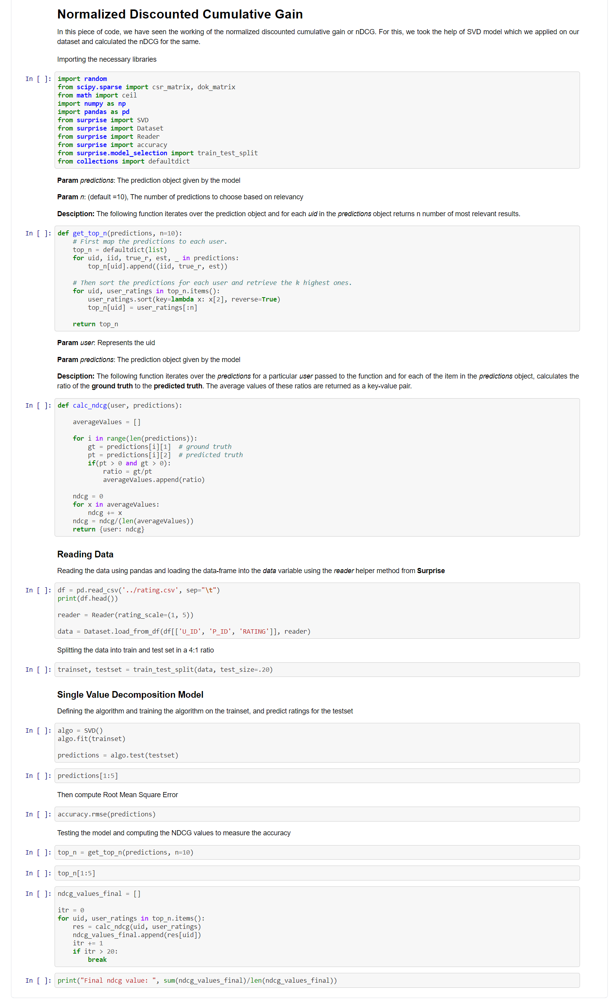 Normalized Discounted Cumulative Gain
In this piece of code, we have seen the working of the normalized discounted cumulative gain or nDCG. For this, we took the help of SVD model which we applied on our
dataset and calculated the nDCG for the same.
Importing the necessary libraries
In [ ]:
import random
from scipy.sparse import csr_matrix, dok_matrix
from math import ceil
import numpy as np
import pandas as pd
from surprise import SVD
from surprise import Dataset
from surprise import Reader
from surprise import accuracy
from surprise.model_selection import train_test_split
from collections import defaultdict
Param predictions: The prediction object given by the model
Param n: (default =10), The number of predictions to choose based on relevancy
Desciption: The following function iterates over the prediction object and for each uid in the predictions object returns n number of most relevant results.
In [ ]:
def get_top_n(predictions, n=10):
    # First map the predictions to each user.
    top_n = defaultdict(list)
    for uid, iid, true_r, est, _ in predictions:
        top_n[uid].append((iid, true_r, est))
    # Then sort the predictions for each user and retrieve the k highest ones.
    for uid, user_ratings in top_n.items():
        user_ratings.sort(key=lambda x: x[2], reverse=True)
        top_n[uid] = user_ratings[:n]
    return top_n
Param user: Represents the uid
Param predictions: The prediction object given by the model
Desciption: The following function iterates over the predictions for a particular user passed to the function and for each of the item in the predictions object, calculates the
ratio of the ground truth to the predicted truth. The average values of these ratios are returned as a key-value pair.
In [ ]:
def calc_ndcg(user, predictions):
    averageValues = []
    for i in range(len(predictions)):
        gt = predictions[i][1]  # ground truth
        pt = predictions[i][2]  # predicted truth
        if(pt > 0 and gt > 0):
            ratio = gt/pt
            averageValues.append(ratio)
    ndcg = 0
    for x in averageValues:
        ndcg += x
    ndcg = ndcg/(len(averageValues))
    return {user: ndcg}
Reading Data
Reading the data using pandas and loading the data-frame into the data variable using the reader helper method from Surprise
In [ ]:
df = pd.read_csv('../rating.csv', sep="\t")
print(df.head())
reader = Reader(rating_scale=(1, 5))
data = Dataset.load_from_df(df[['U_ID', 'P_ID', 'RATING']], reader)
Splitting the data into train and test set in a 4:1 ratio
In [ ]:
trainset, testset = train_test_split(data, test_size=.20)
Single Value Decomposition Model
Defining the algorithm and training the algorithm on the trainset, and predict ratings for the testset
In [ ]:
algo = SVD()
algo.fit(trainset)
predictions = algo.test(testset)
In [ ]:
predictions[1:5]
Then compute Root Mean Square Error
In [ ]:
accuracy.rmse(predictions)
Testing the model and computing the NDCG values to measure the accuracy
In [ ]:
top_n = get_top_n(predictions, n=10)
In [ ]:
top_n[1:5]
In [ ]:
ndcg_values_final = []
itr = 0
for uid, user_ratings in top_n.items():
    res = calc_ndcg(uid, user_ratings)
    ndcg_values_final.append(res[uid])
    itr += 1
    if itr > 20:
        break
In [ ]:
print("Final ndcg value: ", sum(ndcg_values_final)/len(ndcg_values_final))